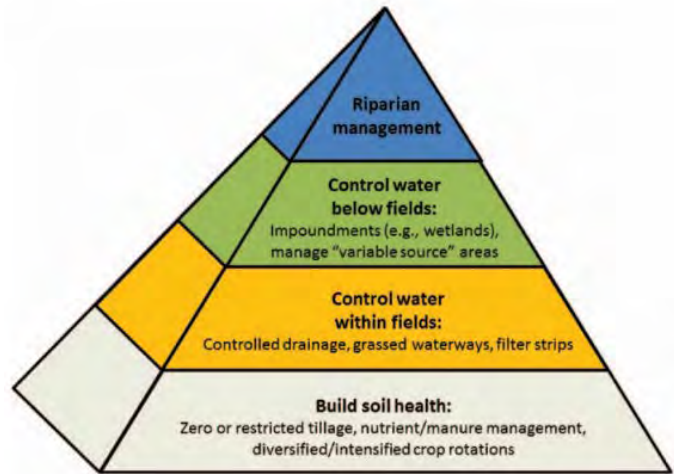 Riparian
management
Control water
below fields:
Impoundments (e.g., wetlands),
manage "variable source" areas
Control water
within fields:
Controlled drainage, grassed waterways, filter strips
Build soil health:
Zero or restricted tillage, nutrient/manure management,
diversified/intensified crop rotations